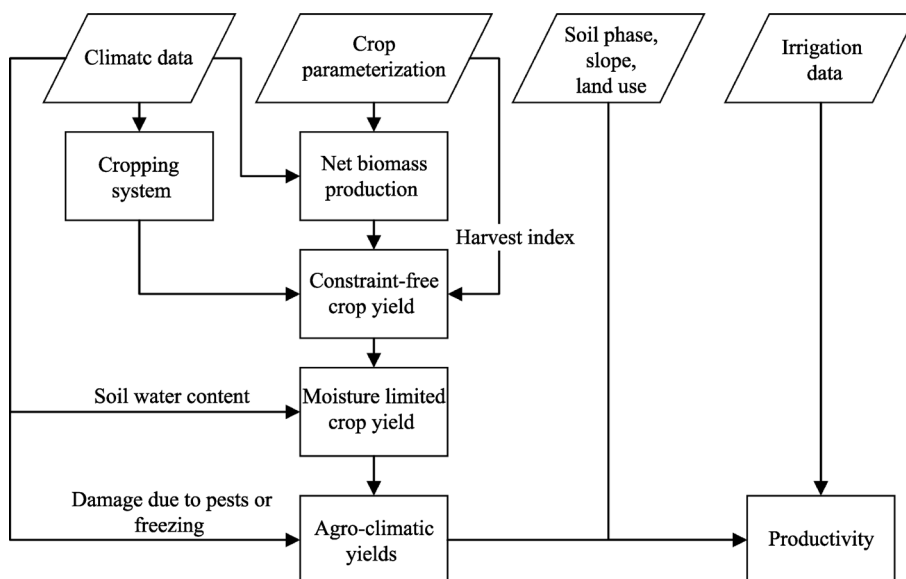 Climatc data
Crop
parameterization
Soil phase,
slope,
land use
Irrigation
data
Cropping
system
Net biomass
production
Harvest index
Constraint-free
crop yield
Soil water content
Moisture limited
crop yield
Damage due to pests or
freezing
Agro-climatic
yields
Productivity